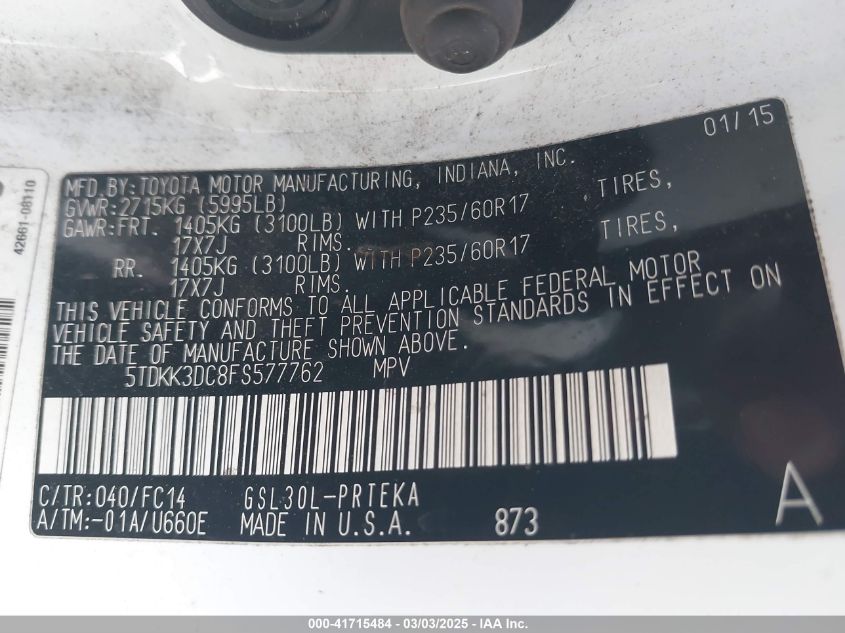 01/15
MFD.BY:TOYOTA MOTOR MANUFACTURING, INDIANA, INC.
GVWR:2715KG (5995LB)
GAWR:FRT. 1405KG (3100LB) WITH P235/60R17 TIRES,
17X7J RIMS.
RR. 1405KG (3100LB) WITH P235/60R17 TIRES,
17X7J RIMS.
THIS VEHICLE CONFORMS TO ALL APPLICABLE FEDERAL MOTOR
VEHICLE SAFETY AND THEFT PREVENTION STANDARDS IN EFFECT ON
THE DATE OF MANUFACTURE SHOWN ABOVE.
5TDKK3DC8FS577762 MPV
C/TR:040/FC14 GSL30L-PRTEKA
A/TM:-01A/U660E MADE IN U.S.A. 873
A
42661-08110
000-41715484 - 03/03/2025 - IAA Inc.